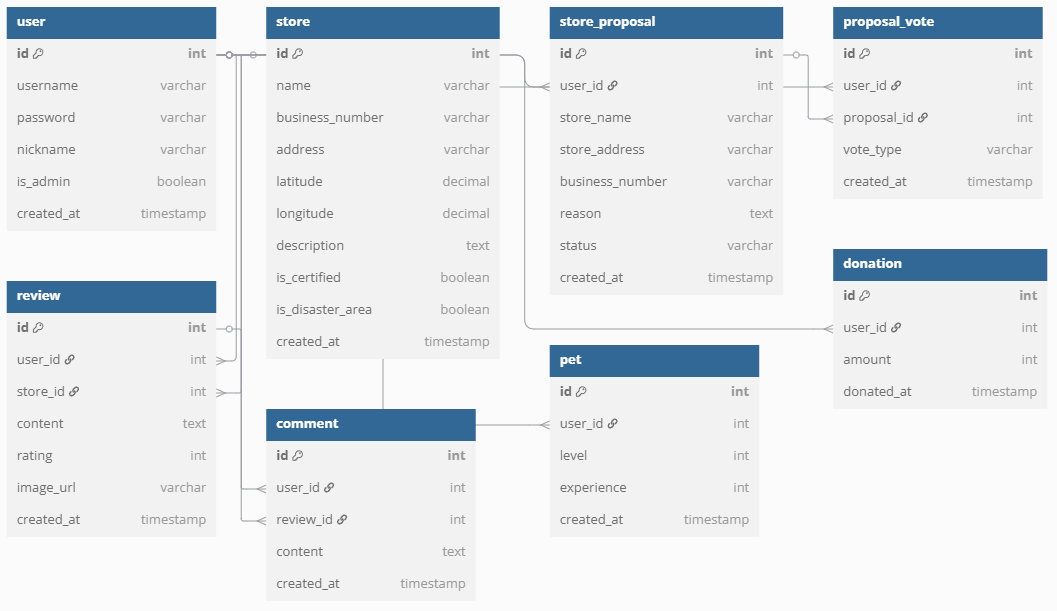 user
id int
username varchar
password varchar
nickname varchar
is_admin boolean
created_at timestamp
store
id int
name varchar
business_number varchar
address varchar
latitude decimal
longitude decimal
description text
is_certified boolean
is_disaster_area boolean
created_at timestamp
store_proposal
id int
user_id int
store_name varchar
store_address varchar
business_number varchar
reason text
status varchar
created_at timestamp
proposal_vote
id int
user_id int
proposal_id int
vote_type varchar
created_at timestamp
donation
id int
user_id int
amount int
donated_at timestamp
review
id int
user_id int
store_id int
content text
rating int
image_url varchar
created_at timestamp
comment
id int
user_id int
review_id int
content text
created_at timestamp
pet
id int
user_id int
level int
experience int
created_at timestamp